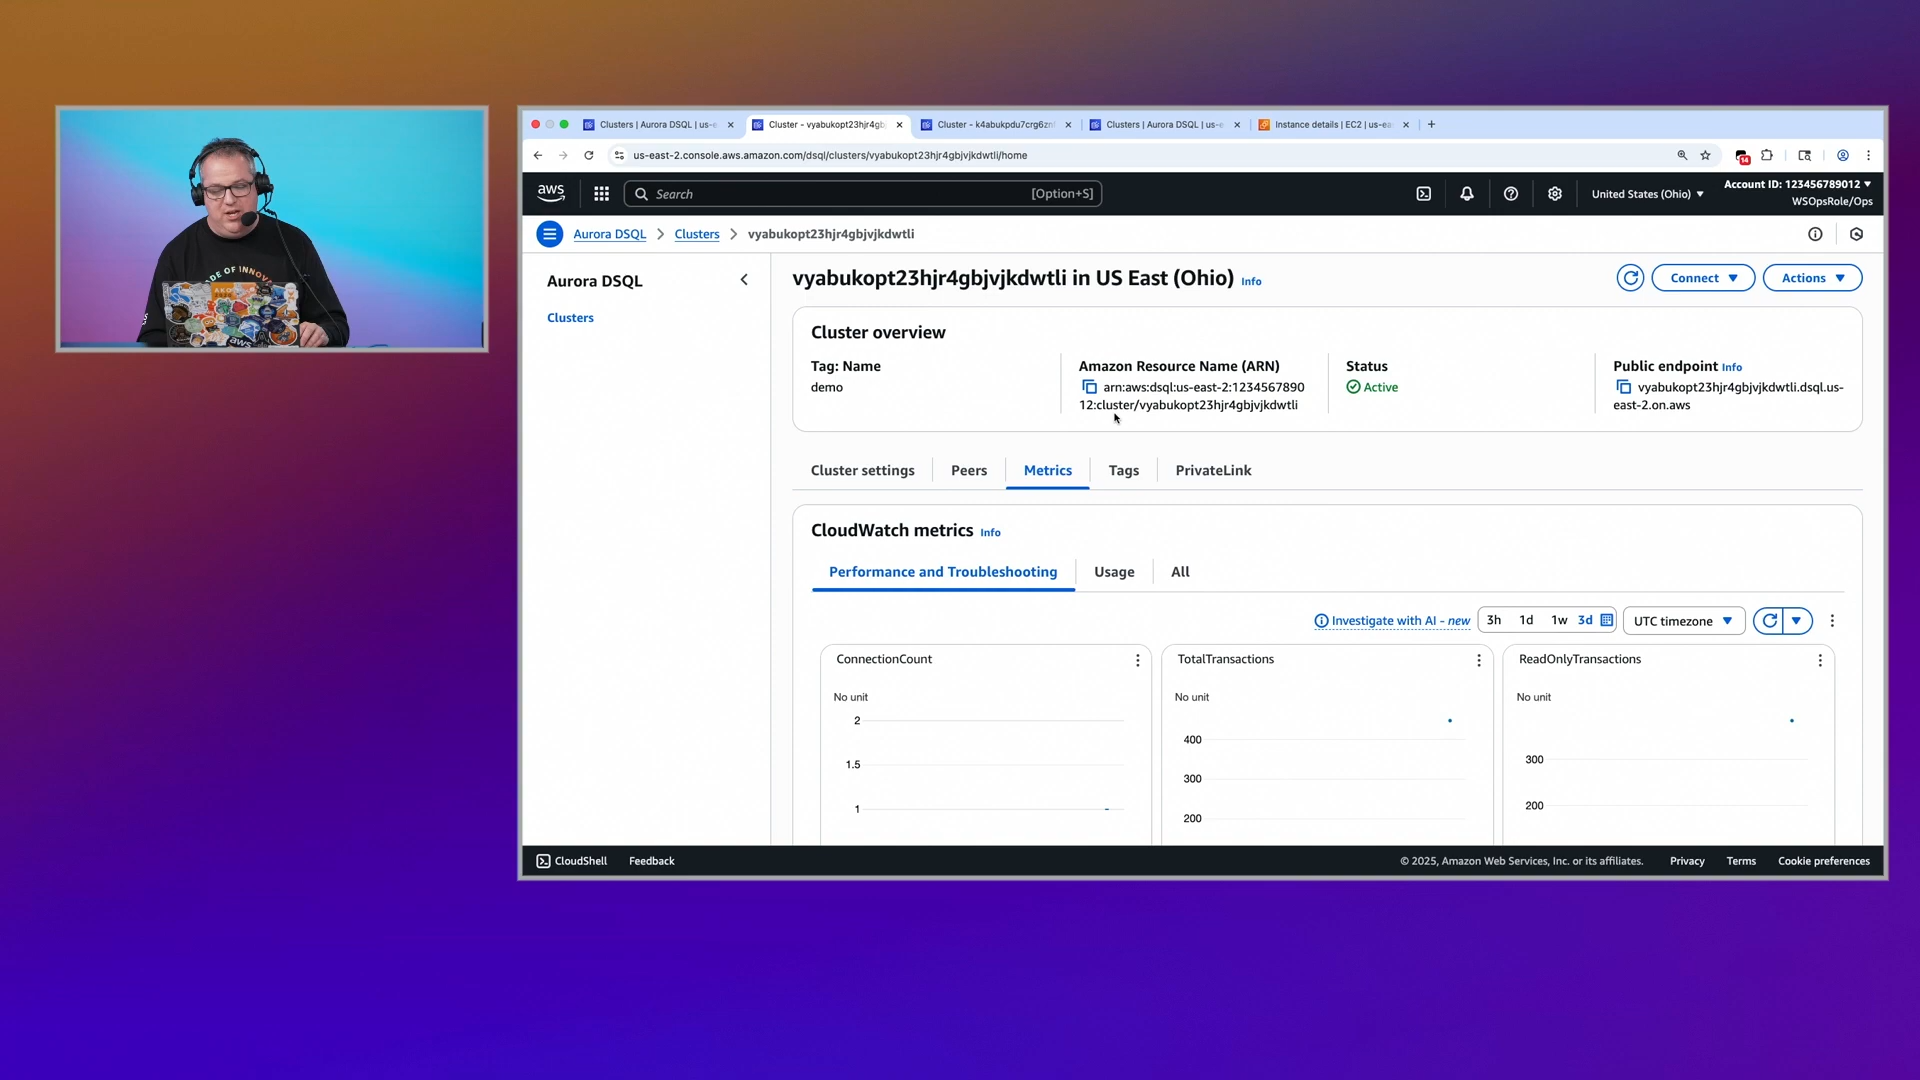 DE OF INNOV
aws
Clusters | Aurora DSQL | us-e
Cluster - vyabukopt23hjr4gb
Cluster - k4abukpdu7crg6zn
Clusters | Aurora DSQL | us-e
Instance details | EC2 | us-ea
us-east-2.console.aws.amazon.com/dsql/clusters/vyabukopt23hjr4gbjvjkdwtli/home
14
aws
Search
[Option+S]
United States (Ohio)
Account ID: 123456789012
WSOpsRole/Ops
Aurora DSQL
Clusters
vyabukopt23hjr4gbjvjkdwtli
Aurora DSQL
Clusters
vyabukopt23hjr4gbjvjkdwtli in US East (Ohio) Info
Connect
Actions
Cluster overview
Tag: Name
demo
Amazon Resource Name (ARN)
arn:aws:dsql:us-east-2:1234567890
12:cluster/vyabukopt23hjr4gbjvjkdwtli
Status
Active
Public endpoint Info
vyabukopt23hjr4gbjvjkdwtli.dsql.us-
east-2.on.aws
Cluster settings
Peers
Metrics
Tags
PrivateLink
CloudWatch metrics Info
Performance and Troubleshooting
Usage
All
Investigate with AI - new
3h
1d
1w
3d
UTC timezone
ConnectionCount
No unit
2
1.5
1
TotalTransactions
No unit
400
300
200
ReadOnlyTransactions
No unit
300
200
CloudShell
Feedback
© 2025, Amazon Web Services, Inc. or its affiliates.
Privacy
Terms
Cookie preferences